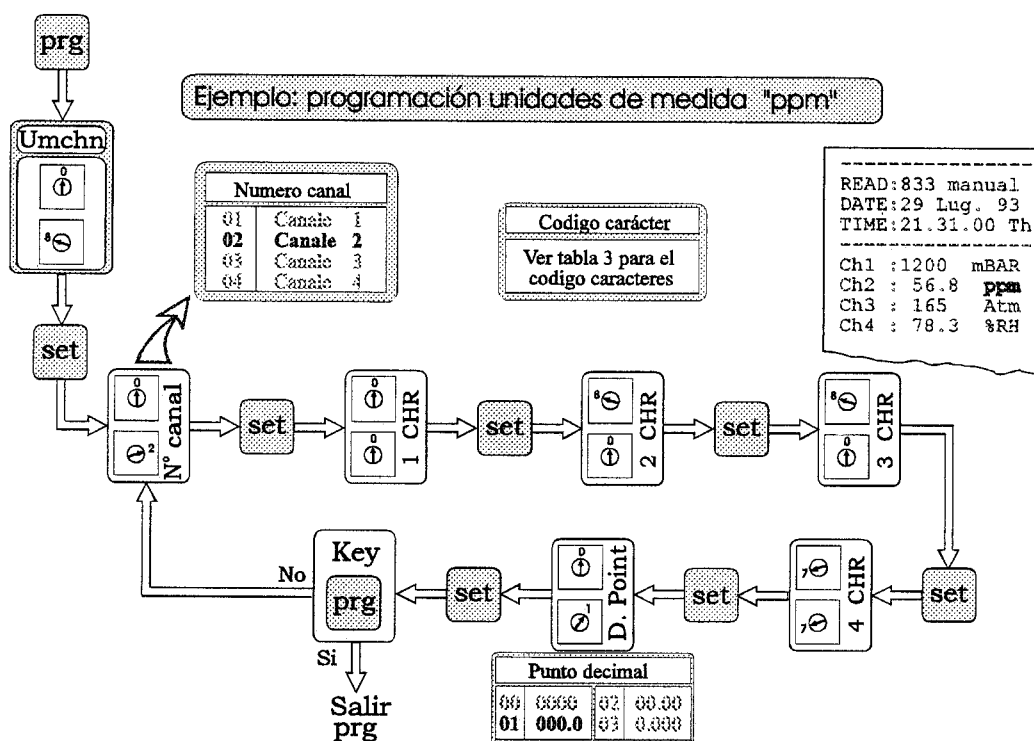 prg
Ejemplo: programación unidades de medida "ppm"
Umchn
0
8
Numero canal
01 Canale 1
02 Canale 2
03 Canale 3
04 Canale 4
Codigo carácter
Ver tabla 3 para el
codigo caracteres
------------------
READ:833 manual
DATE:29 Lug. 93
TIME:21.31.00 Th
------------------
Ch1 :1200 mBAR
Ch2 : 56.8 ppm
Ch3 : 165 Atm
Ch4 : 78.3 %RH
set
0
2
N° canal
set
0
0
1 CHR
set
8
0
2 CHR
set
8
0
3 CHR
set
7
7
4 CHR
set
0
1
D. Point
set
Key
prg
No
Si
Salir
prg
Punto decimal
00 0000 02 00.00
01 000.0 03 0.000